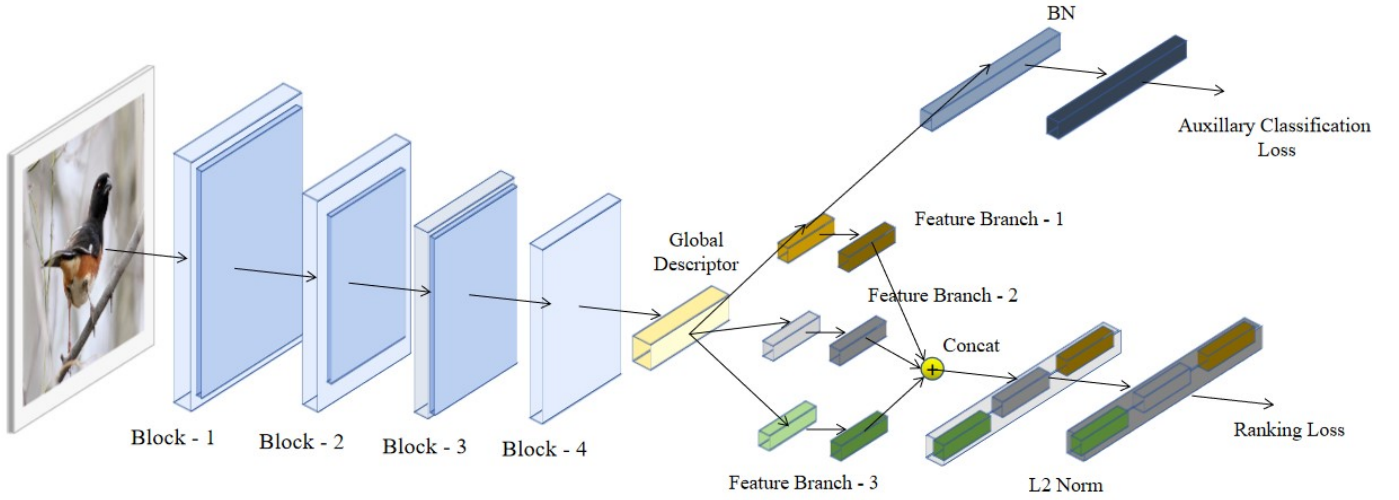 BN
Auxillary Classification
Loss
Feature Branch - 1
Global
Descriptor
Feature Branch - 2
Concat
+
Block - 1
Block - 2
Block - 3
Block - 4
Ranking Loss
Feature Branch - 3
L2 Norm